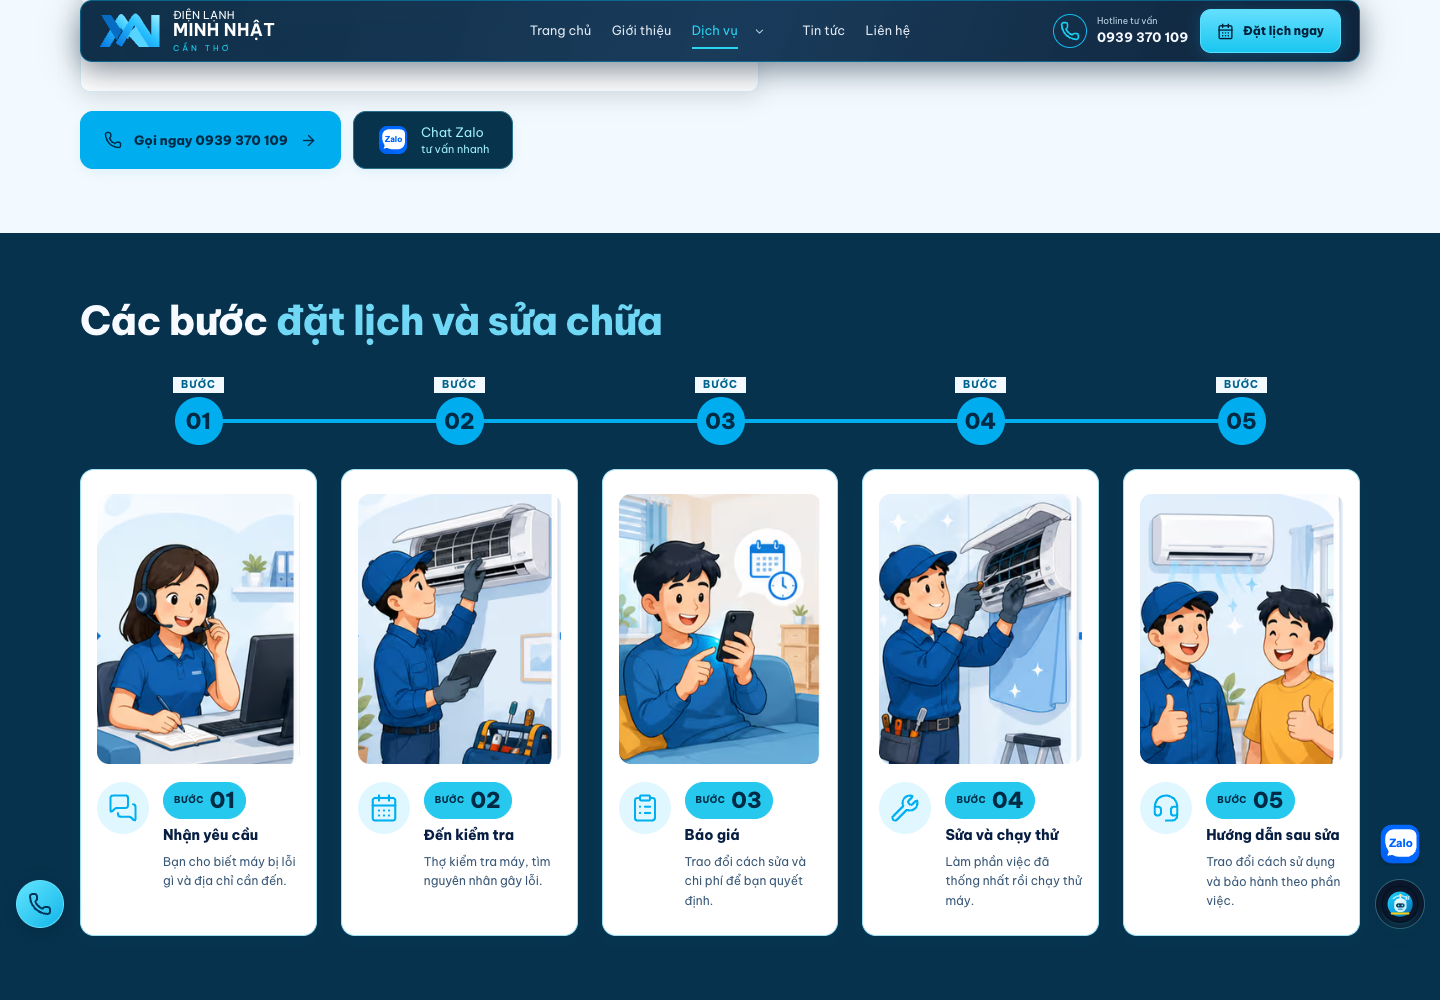 ĐIỆN LẠNH
MINH NHẬT
CẦN THƠ
Trang chủ
Giới thiệu
Dịch vụ
Tin tức
Liên hệ
Hotline tư vấn
0939 370 109
Đặt lịch ngay
Gọi ngay 0939 370 109
Zalo
Chat Zalo
tư vấn nhanh
Các bước đặt lịch và sửa chữa
BƯỚC
01
BƯỚC
02
BƯỚC
03
BƯỚC
04
BƯỚC
05
BƯỚC 01
Nhận yêu cầu
Bạn cho biết máy bị lỗi
gì và địa chỉ cần đến.
BƯỚC 02
Đến kiểm tra
Thợ kiểm tra máy, tìm
nguyên nhân gây lỗi.
BƯỚC 03
Báo giá
Trao đổi cách sửa và
chi phí để bạn quyết
định.
BƯỚC 04
Sửa và chạy thử
Làm phần việc đã
thống nhất rồi chạy thử
máy.
BƯỚC 05
Hướng dẫn sau sửa
Trao đổi cách sử dụng
và bảo hành theo phần
việc.
Zalo